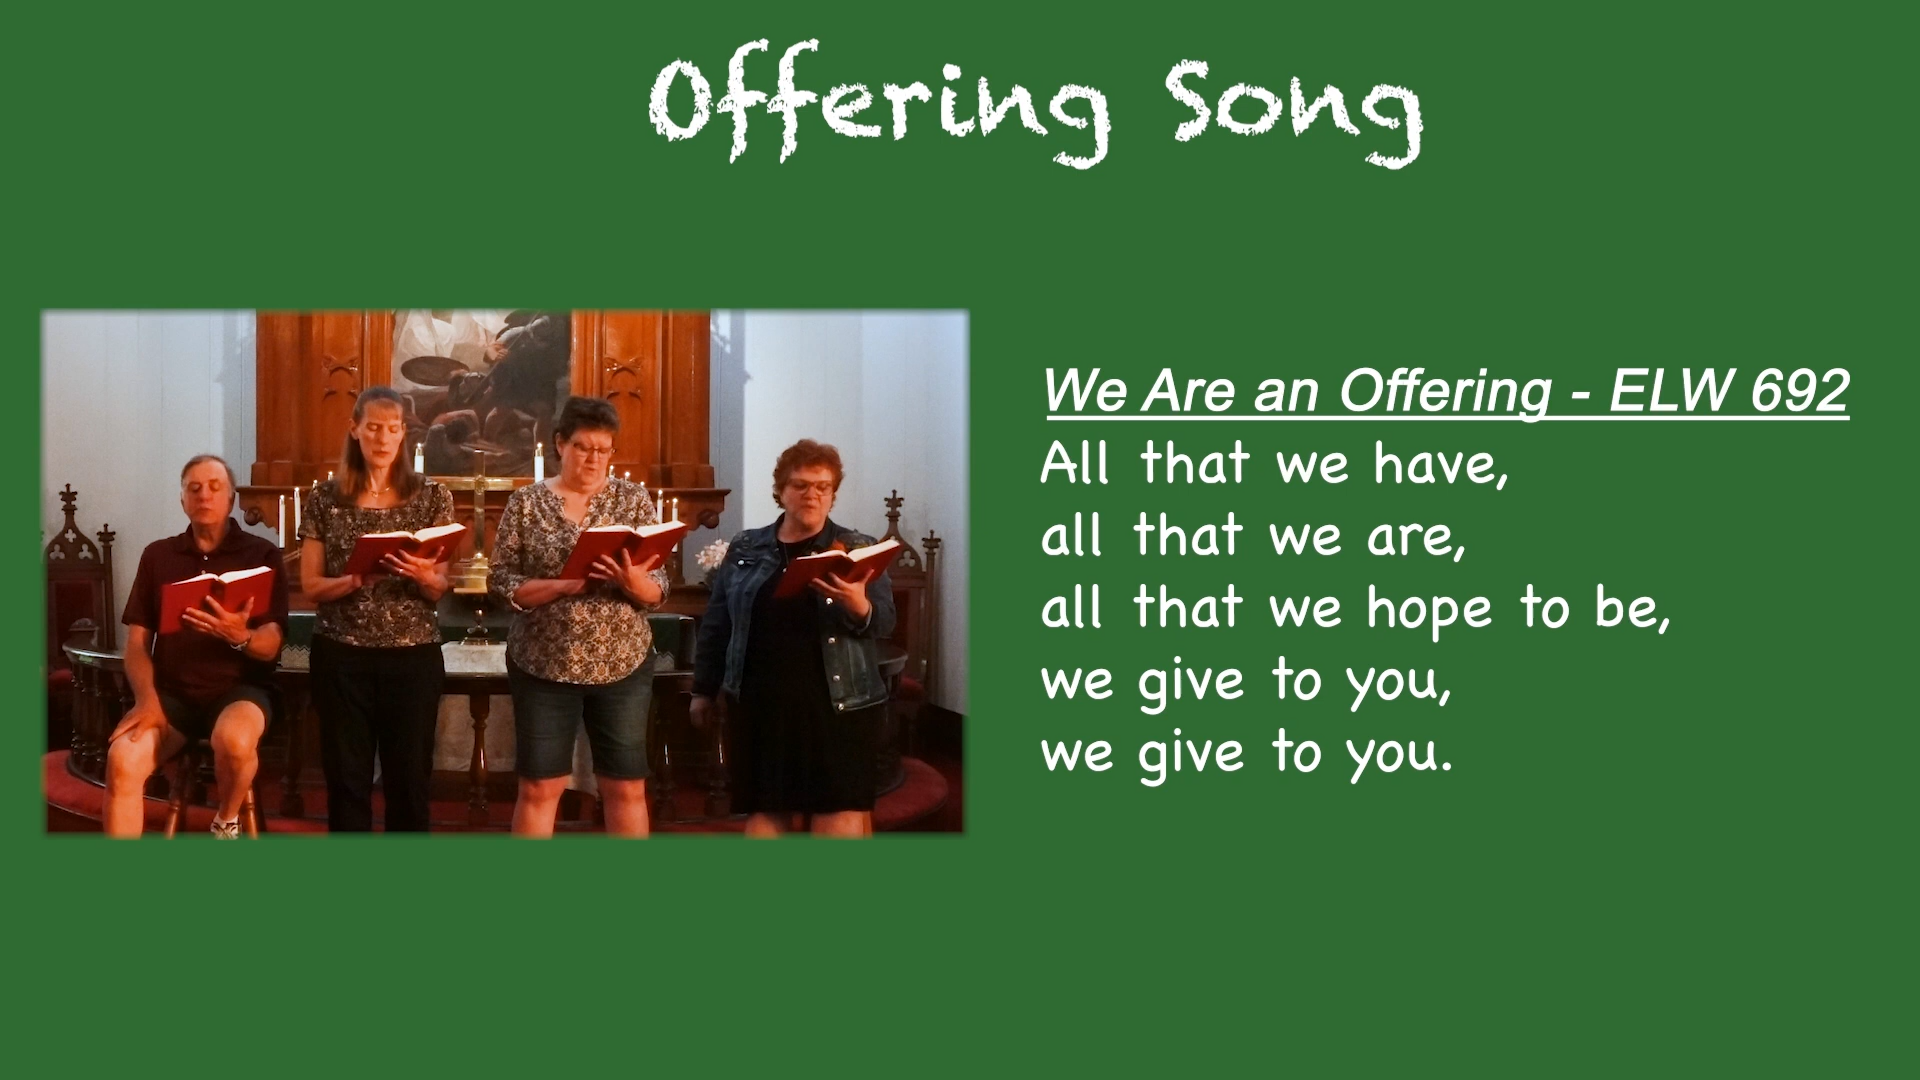 Offering Song
We Are an Offering - ELW 692
All that we have,
all that we are,
all that we hope to be,
we give to you,
we give to you.